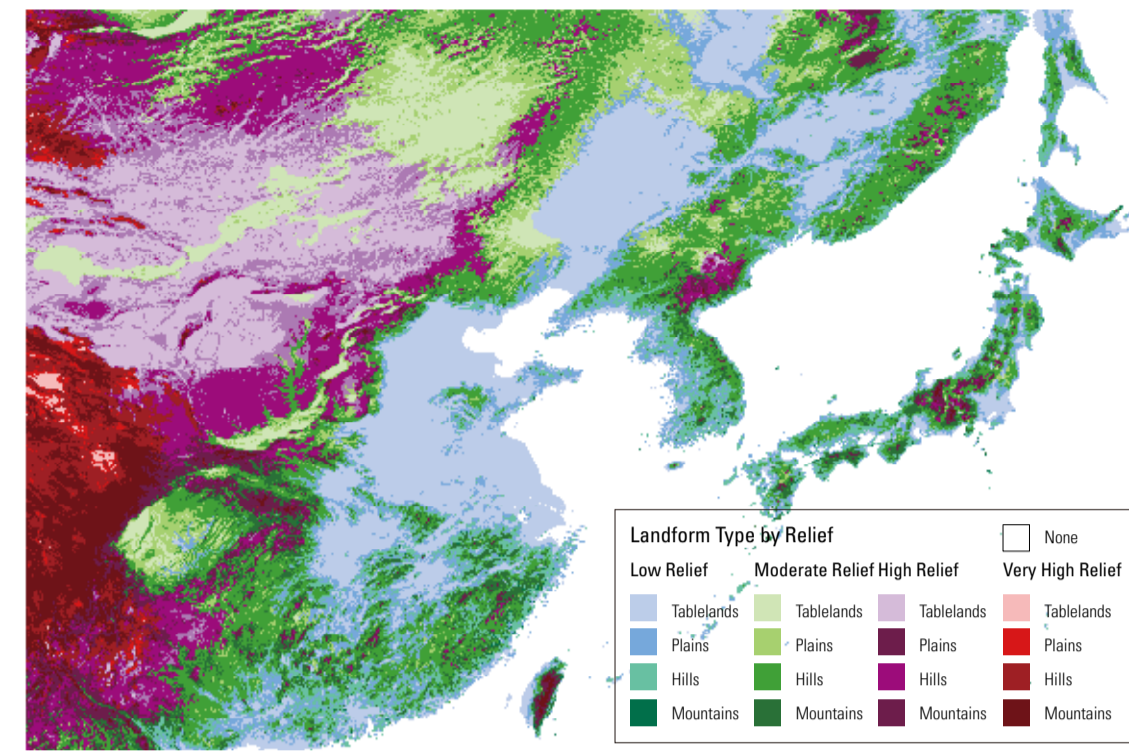 Landform Type by Relief
None
Low Relief Moderate Relief High Relief Very High Relief
Tablelands Tablelands Tablelands Tablelands
Plains Plains Plains Plains
Hills Hills Hills Hills
Mountains Mountains Mountains Mountains